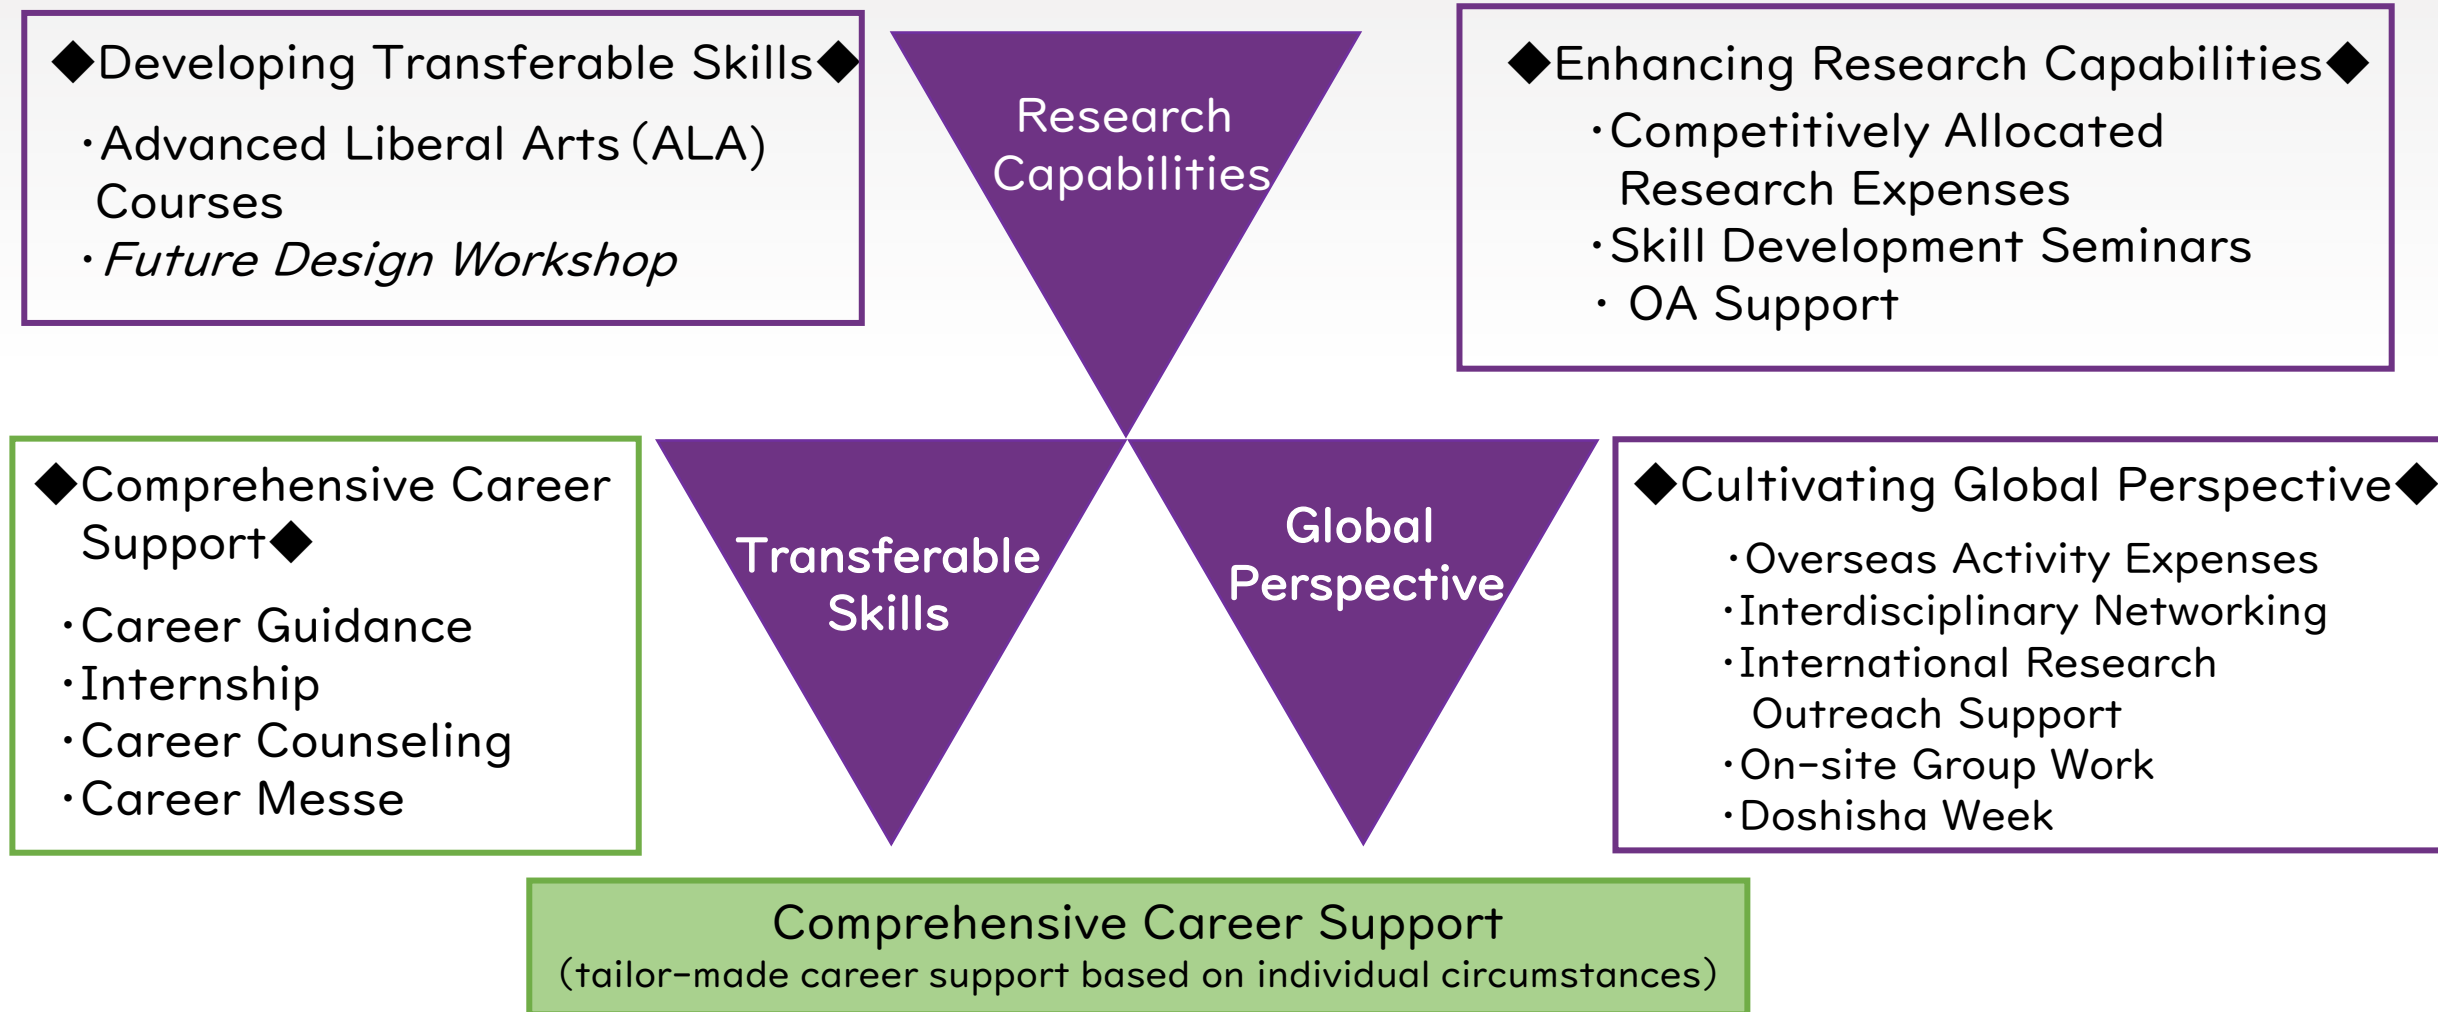 ◆Developing Transferable Skills◆
・Advanced Liberal Arts（ALA）
Courses
・Future Design Workshop
Research
Capabilities
◆Enhancing Research Capabilities◆
・Competitively Allocated
Research Expenses
・Skill Development Seminars
・ OA Support
◆Comprehensive Career
Support◆
・Career Guidance
・Internship
・Career Counseling
・Career Messe
Transferable
Skills
Global
Perspective
◆Cultivating Global Perspective◆
・Overseas Activity Expenses
・Interdisciplinary Networking
・International Research
Outreach Support
・On-site Group Work
・Doshisha Week
Comprehensive Career Support
（tailor-made career support based on individual circumstances）